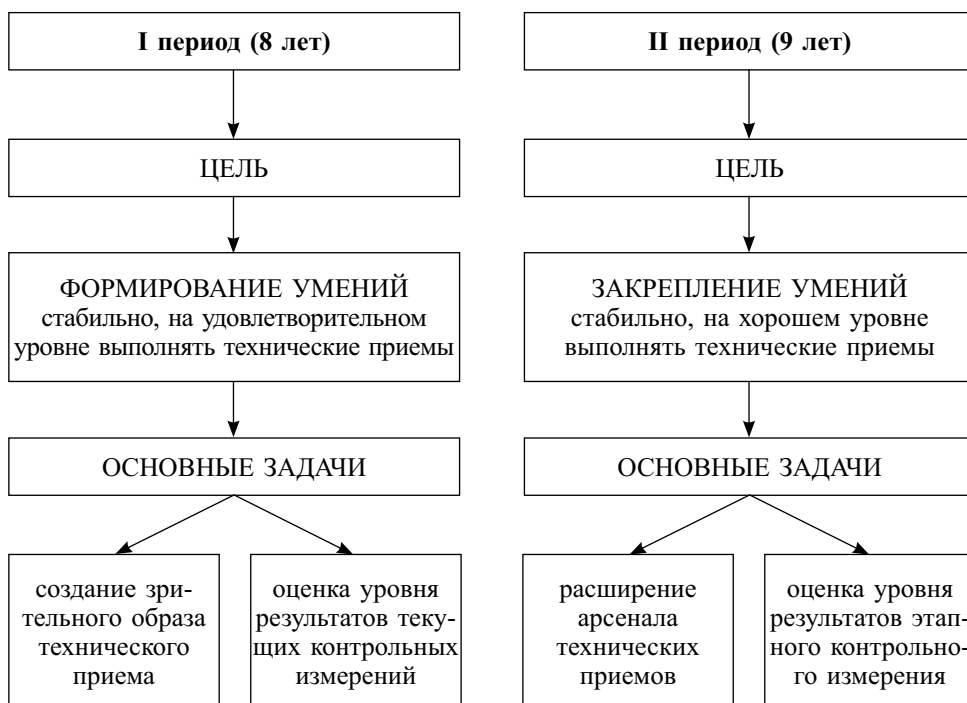 I период (8 лет)
ЦЕЛЬ
ФОРМИРОВАНИЕ УМЕНИЙ
стабильно, на удовлетворительном
уровне выполнять технические приемы
ОСНОВНЫЕ ЗАДАЧИ
создание зри-
тельного образа
технического
приема
оценка уровня
результатов теку-
щих контрольных
измерений
II период (9 лет)
ЦЕЛЬ
ЗАКРЕПЛЕНИЕ УМЕНИЙ
стабильно, на хорошем уровне
выполнять технические приемы
ОСНОВНЫЕ ЗАДАЧИ
расширение
арсенала
технических
приемов
оценка уровня
результатов этап-
ного контрольно-
го измерения